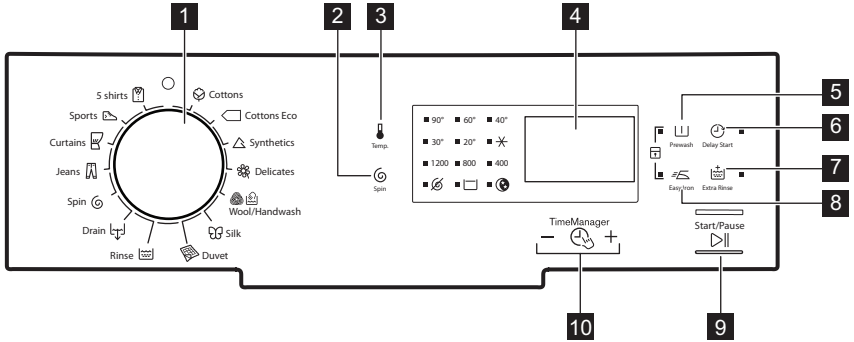 1
2
3
4
5
6
7
8
9
10
5 shirts
Cottons
Sports
Cottons Eco
Curtains
Synthetics
Jeans
Delicates
Spin
Wool/Handwash
Drain
Silk
Rinse
Duvet
Temp.
Spin
90° 60° 40°
30° 20°
1200 800 400
TimeManager
− +
Prewash
Delay Start
Easy Iron
Extra Rinse
Start/Pause